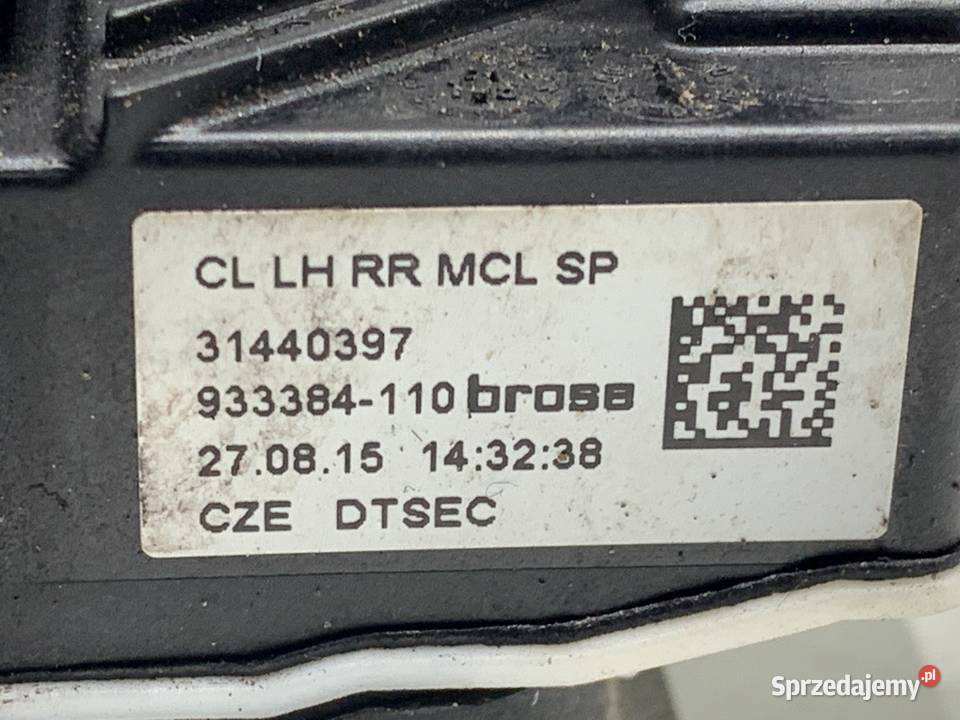 CL LH RR MCL SP
31440397
933384-110 brose
27.08.15 14:32:38
CZE DTSEC
Sprzedajemy.pl